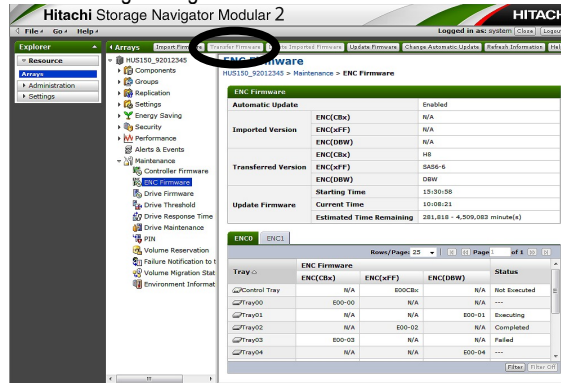 Hitachi Storage Navigator Modular 2
HITACH
File Go Help
Logged in as: system Close Logou
Explorer
Arrays Import Firm Transfer Firmware Imported Firmware Update Firmware Change Automatic Update Refresh Information Hel
Resource
Arrays
Administration
Settings
HUS150_92012345
Components
Groups
Replication
Settings
Energy Saving
Security
Performance
Alerts & Events
Maintenance
Controller Firmware
ENC Firmware
Drive Firmware
Drive Threshold
Drive Response Time
Drive Maintenance
PIN
Volume Reservation
Failure Notification to t
Volume Migration Stat
Environment Informat
ENC Firmware
HUS150_92012345 > Maintenance > ENC Firmware
ENC Firmware
Automatic Update Enabled
Imported Version ENC(CBx) N/A
ENC(xFF) N/A
ENC(DBW) N/A
Transferred Version ENC(CBx) H8
ENC(xFF) SAS6-6
ENC(DBW) DBW
Update Firmware Starting Time 15:30:58
Current Time 10:08:21
Estimated Time Remaining 281,818 - 4,509,083 minute(s)
ENC0 ENC1
Rows/Page: 25 Page 1 of 1
Tray ENC Firmware Status
ENC(CBx) ENC(xFF) ENC(DBW)
Control Tray N/A E00CBx N/A Not Executed
Tray00 E00-00 N/A N/A ---
Tray01 N/A N/A E00-01 Executing
Tray02 N/A E00-02 N/A Completed
Tray03 E00-03 N/A N/A Failed
Tray04 N/A N/A E00-04 ---
Filter Filter Off